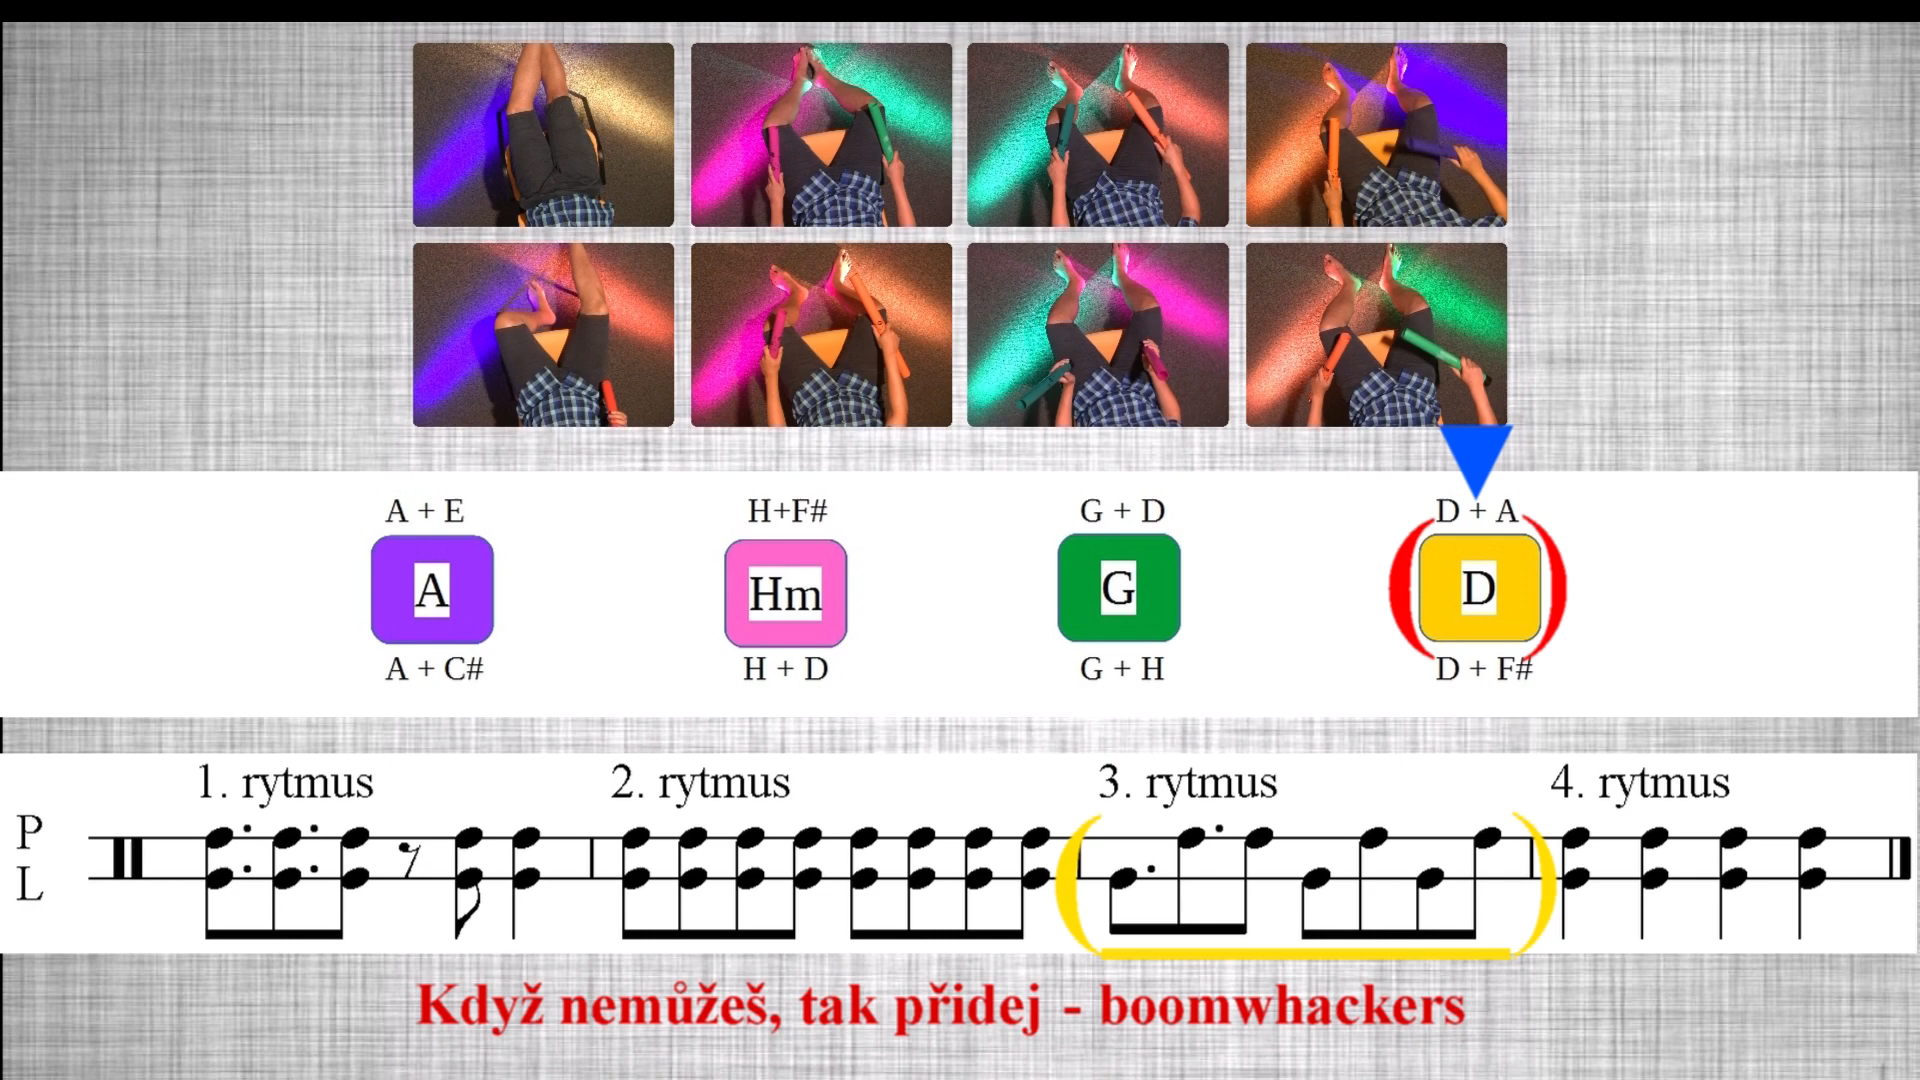 A + E H+F# G + D D + A
A Hm G D
A + C# H + D G + H D + F#
1. rytmus 2. rytmus 3. rytmus 4. rytmus
P
L
Když nemůžeš, tak přidej - boomwhackers